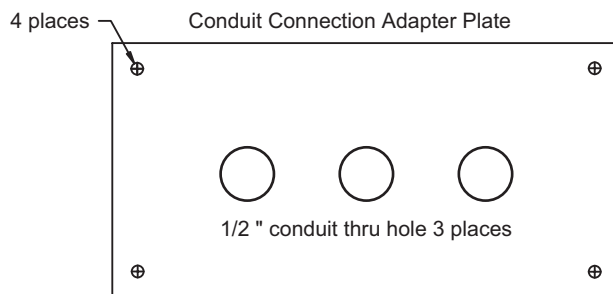 4 places
Conduit Connection Adapter Plate
1/2 " conduit thru hole 3 places